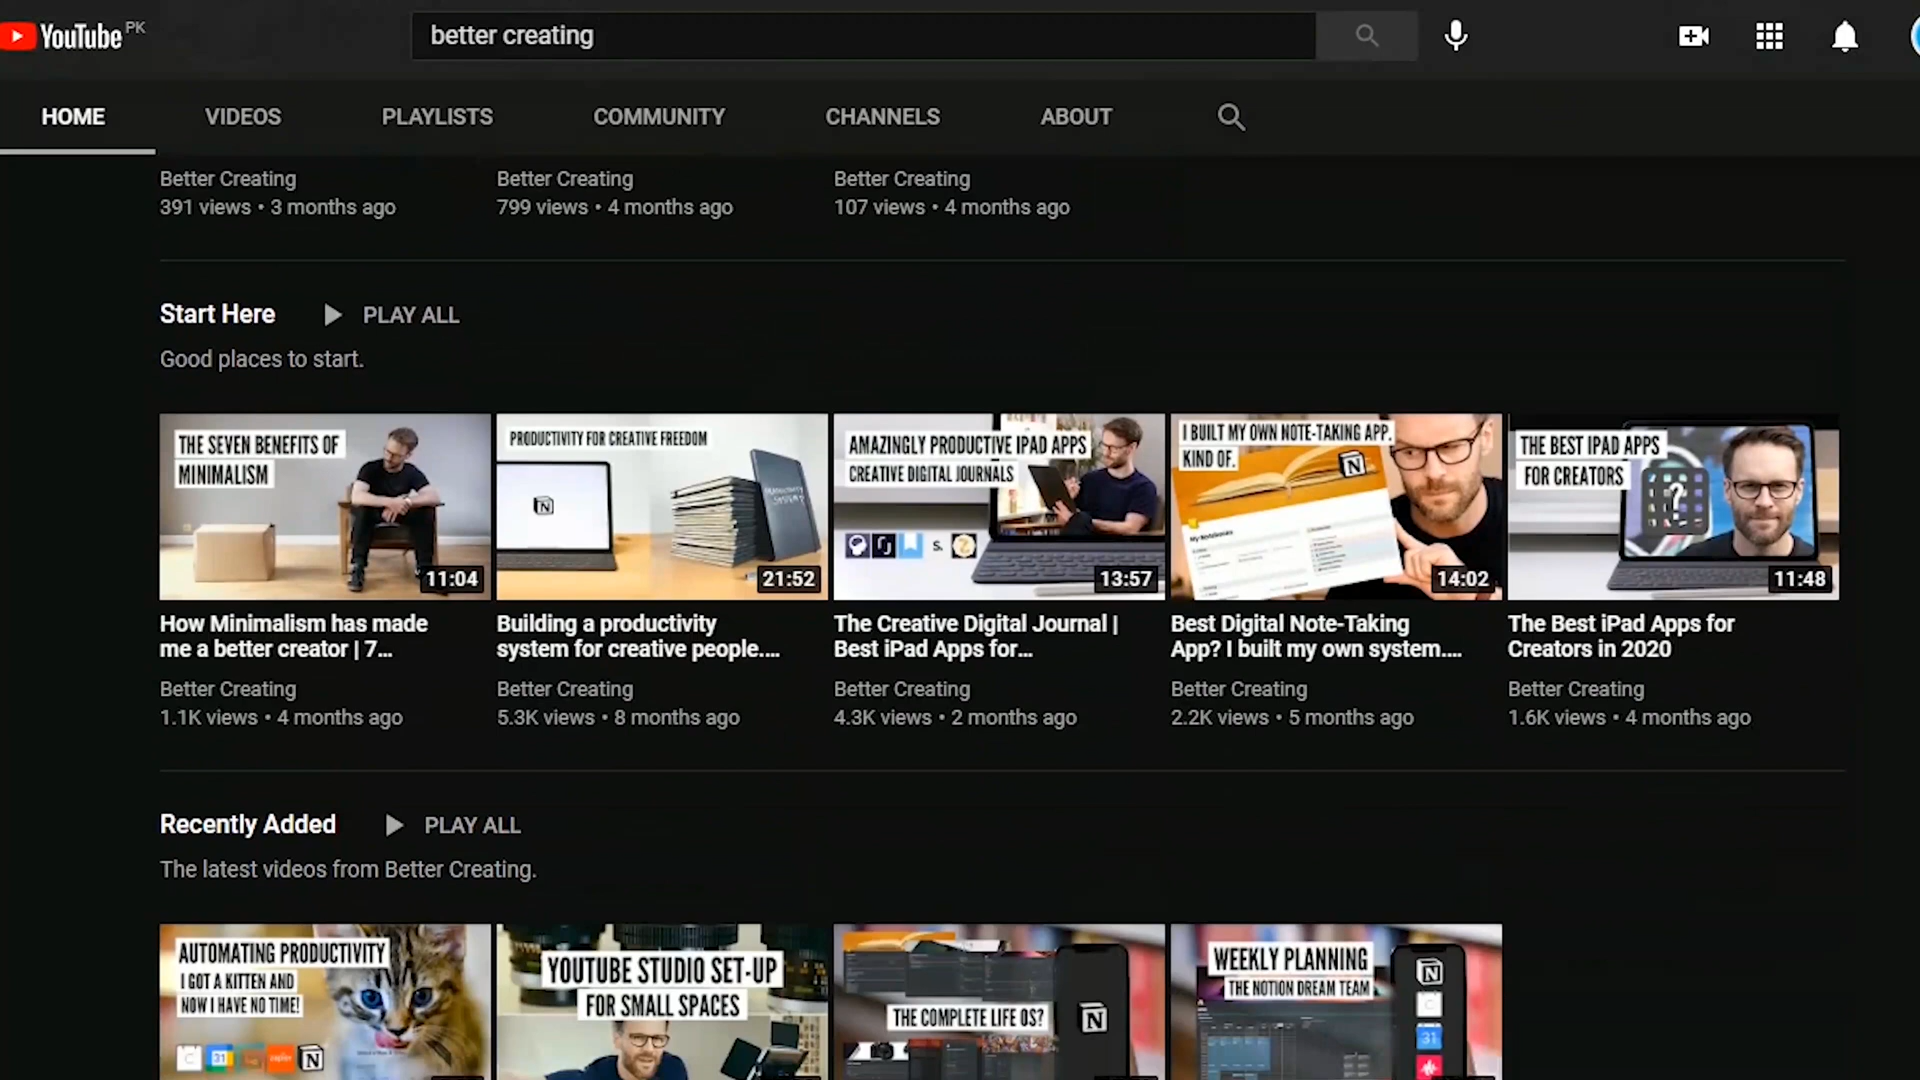 YouTube PK
better creating
HOME VIDEOS PLAYLISTS COMMUNITY CHANNELS ABOUT
Better Creating
391 views • 3 months ago
Better Creating
799 views • 4 months ago
Better Creating
107 views • 4 months ago
Start Here PLAY ALL
Good places to start.
THE SEVEN BENEFITS OF
MINIMALISM
11:04
How Minimalism has made
me a better creator | 7...
Better Creating
1.1K views • 4 months ago
PRODUCTIVITY FOR CREATIVE FREEDOM
N
21:52
Building a productivity
system for creative people....
Better Creating
5.3K views • 8 months ago
AMAZINGLY PRODUCTIVE IPAD APPS
CREATIVE DIGITAL JOURNALS
S.
13:57
The Creative Digital Journal |
Best iPad Apps for...
Better Creating
4.3K views • 2 months ago
I BUILT MY OWN NOTE-TAKING APP.
KIND OF.
N
14:02
Best Digital Note-Taking
App? I built my own system....
Better Creating
2.2K views • 5 months ago
THE BEST IPAD APPS
FOR CREATORS
?
11:48
The Best iPad Apps for
Creators in 2020
Better Creating
1.6K views • 4 months ago
Recently Added PLAY ALL
The latest videos from Better Creating.
AUTOMATING PRODUCTIVITY
I GOT A KITTEN AND
NOW I HAVE NO TIME!
31
N
YOUTUBE STUDIO SET-UP
FOR SMALL SPACES
THE COMPLETE LIFE OS?
N
WEEKLY PLANNING
THE NOTION DREAM TEAM
N
31